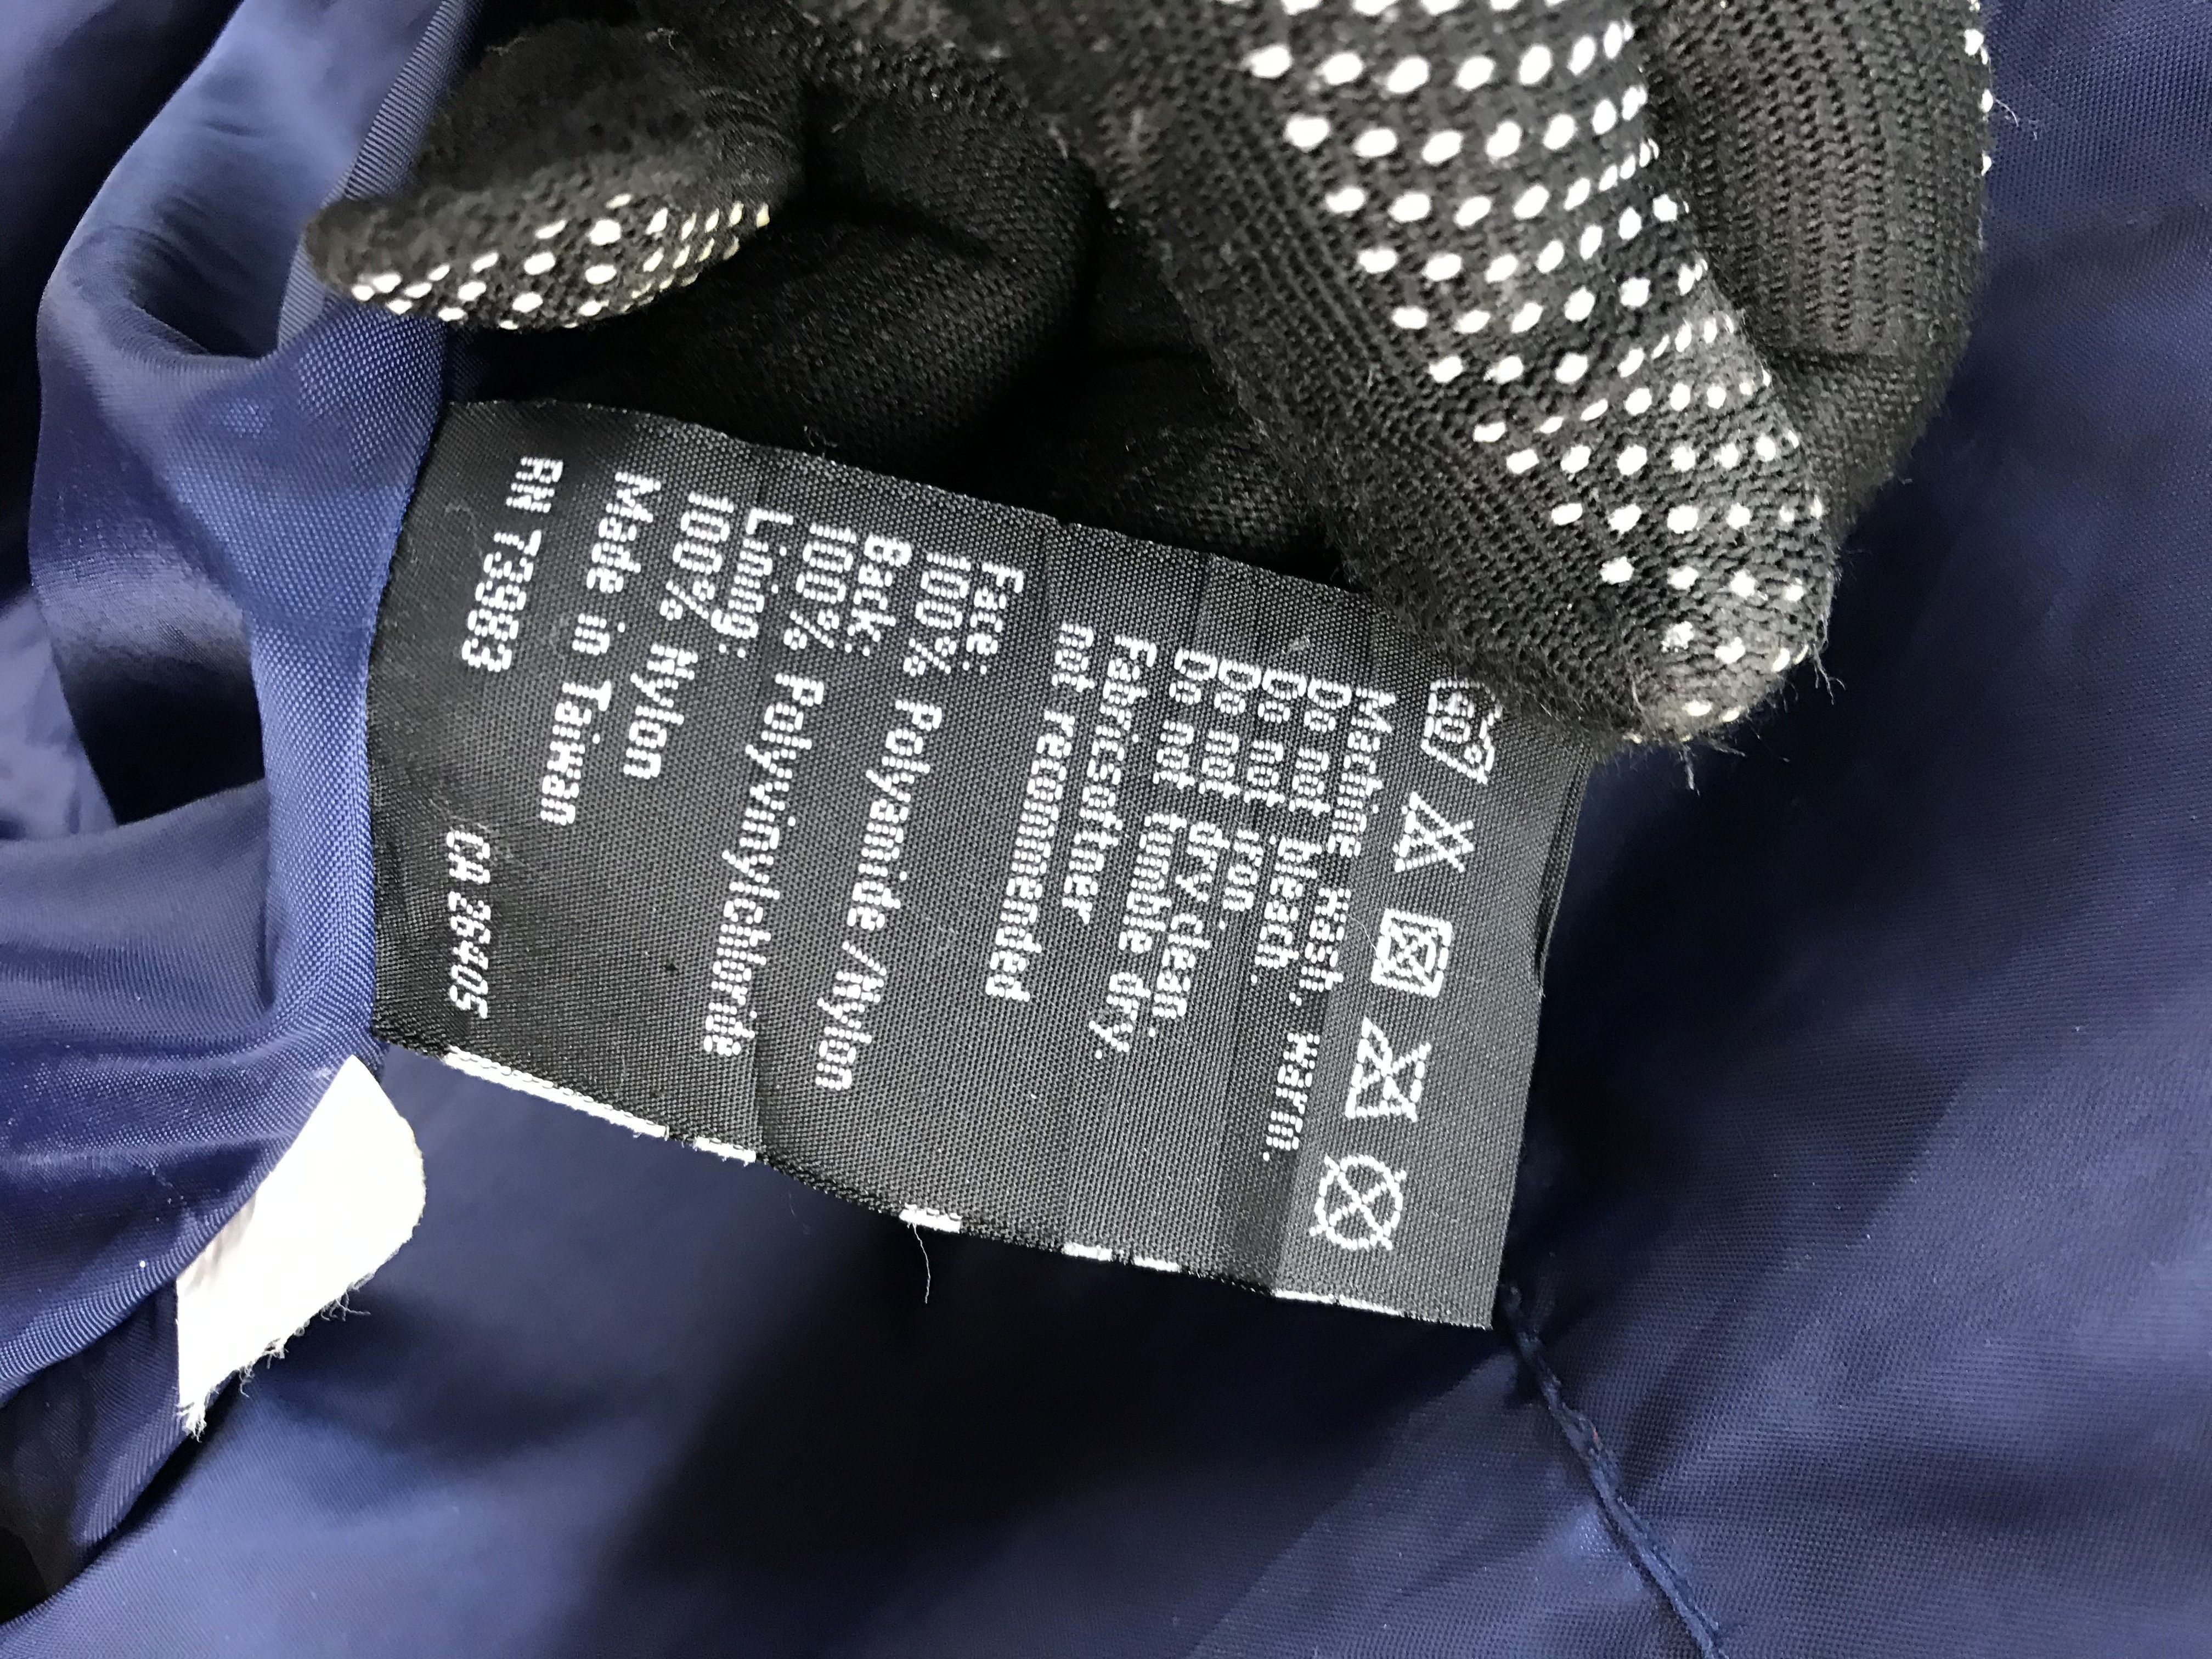 Machine wash, warm.
Do not bleach.
Do not iron.
Do not dry clean.
Do not tumble dry.
Fabricsoftner
not recommended
Face:
100% Polyamide/Nylon
Back:
100% Polyvinylchloride
Lining:
100% Nylon
Made in Taiwan
RN 73983
CA 26405